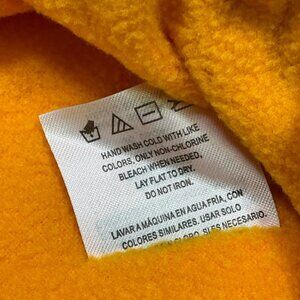 HAND WASH COLD WITH LIKE
COLORS, ONLY NON-CHLORINE
BLEACH WHEN NEEDED,
LAY FLAT TO DRY.
DO NOT IRON.
LAVAR A MÁQUINA EN AGUA FRÍA, CON
COLORES SIMILARES. USAR SOLO
SI ES NECESARIO